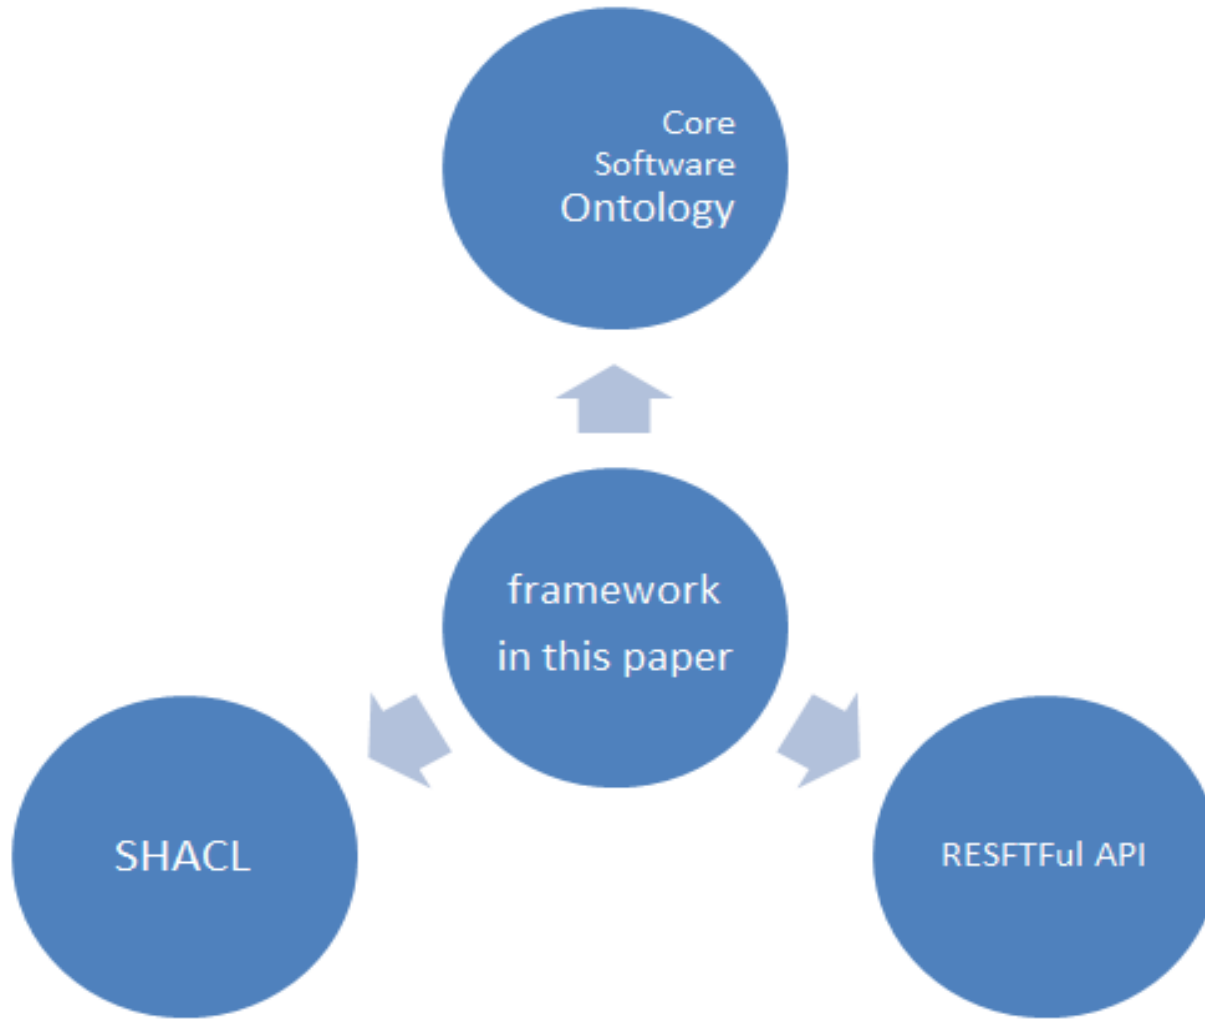 Core
Software
Ontology
framework
in this paper
SHACL
RESFTFul API